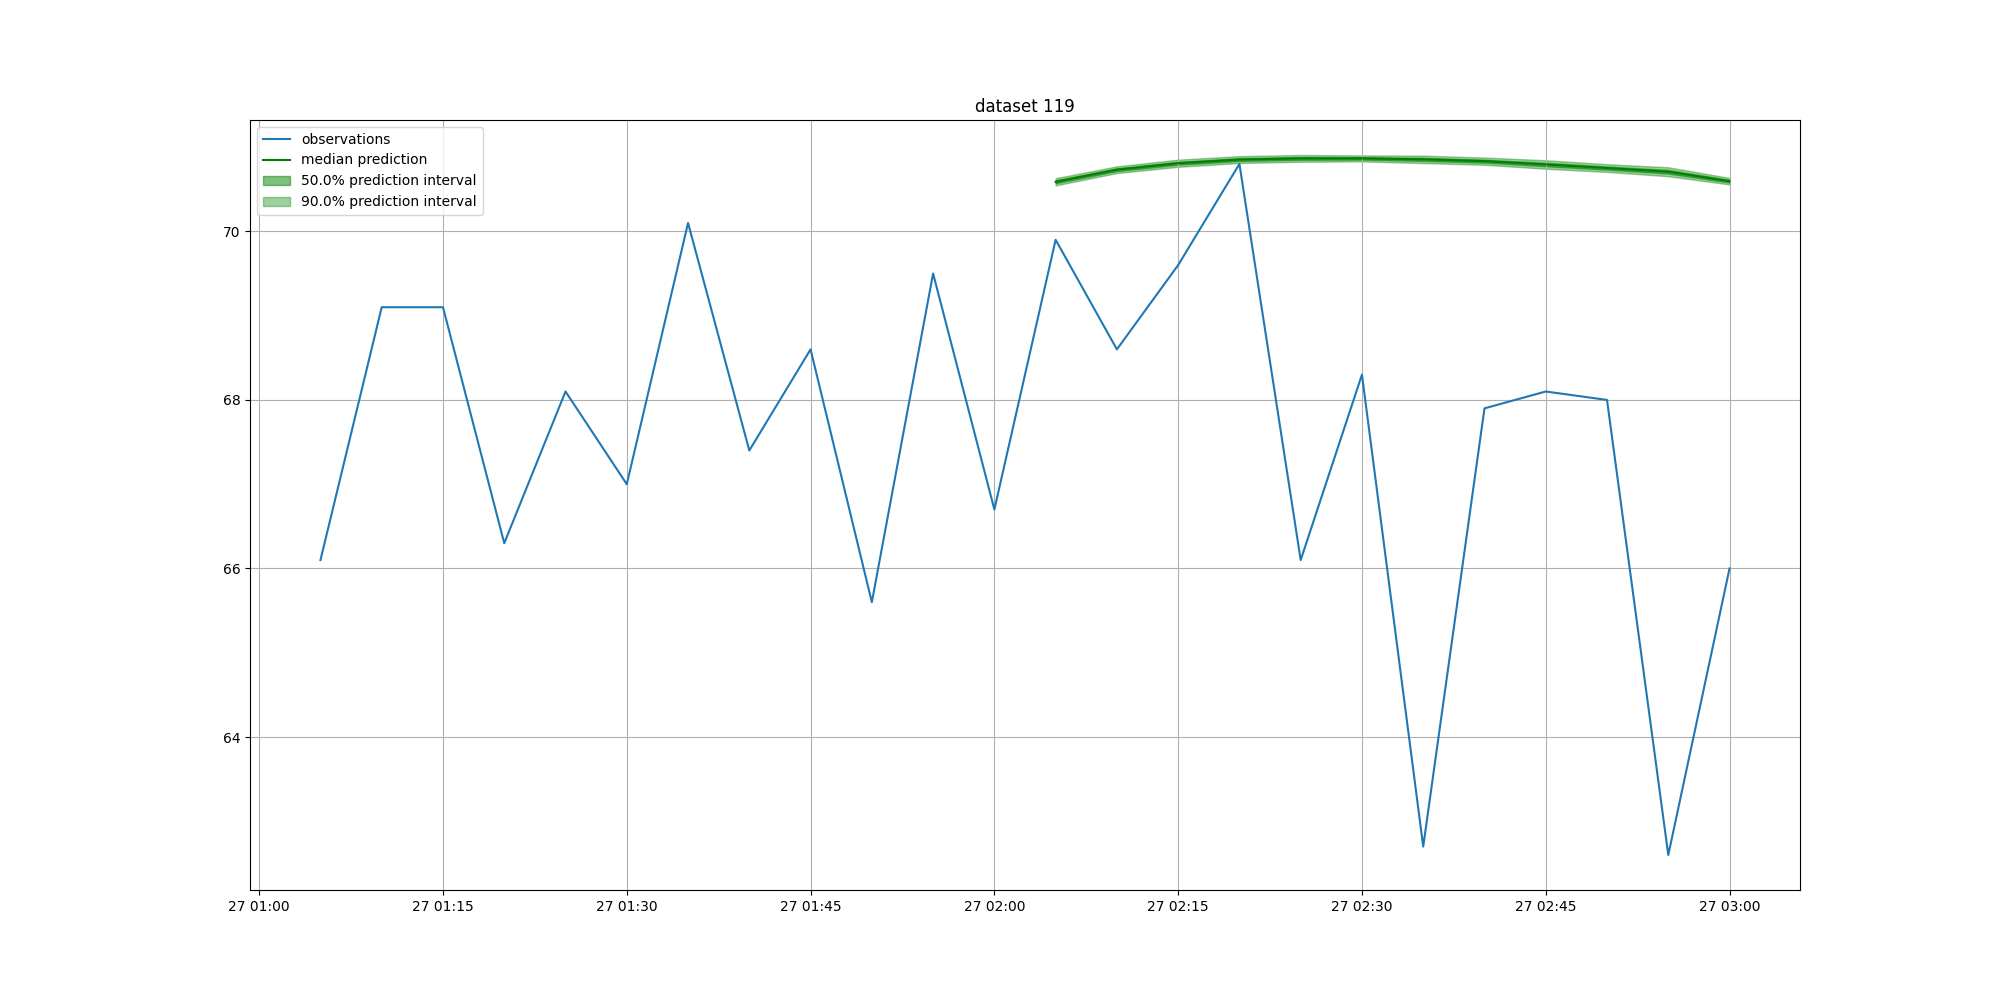 dataset 119
observations
median prediction
50.0% prediction interval
90.0% prediction interval
70
68
66
64
27 01:00 27 01:15 27 01:30 27 01:45 27 02:00 27 02:15 27 02:30 27 02:45 27 03:00